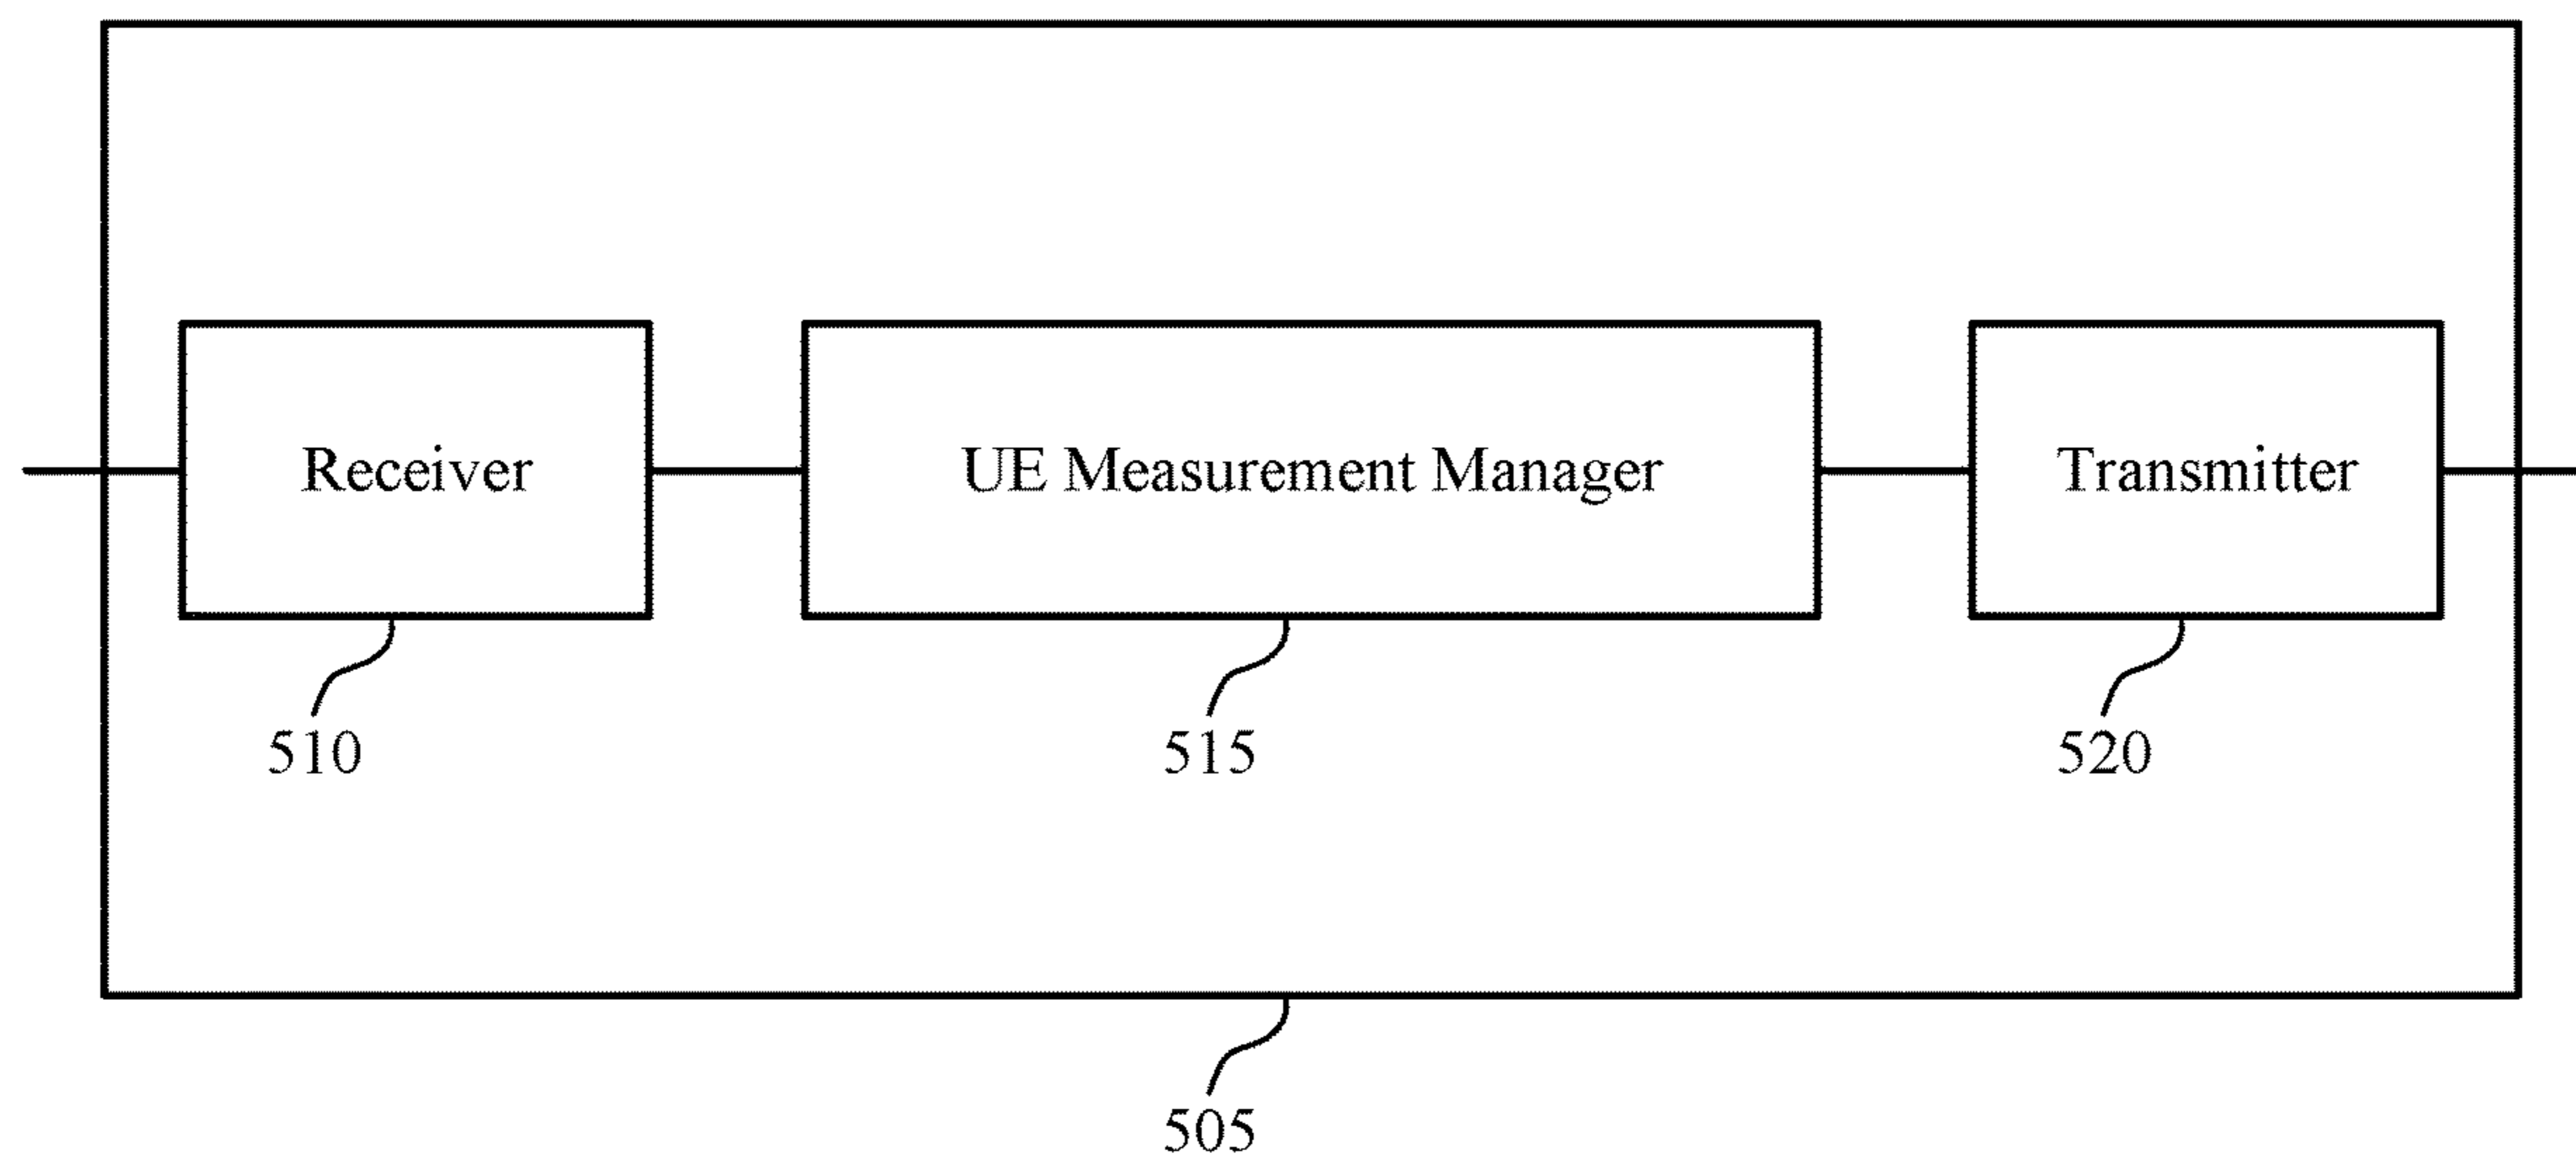 Receiver
UE Measurement Manager
Transmitter
510
515
520
505